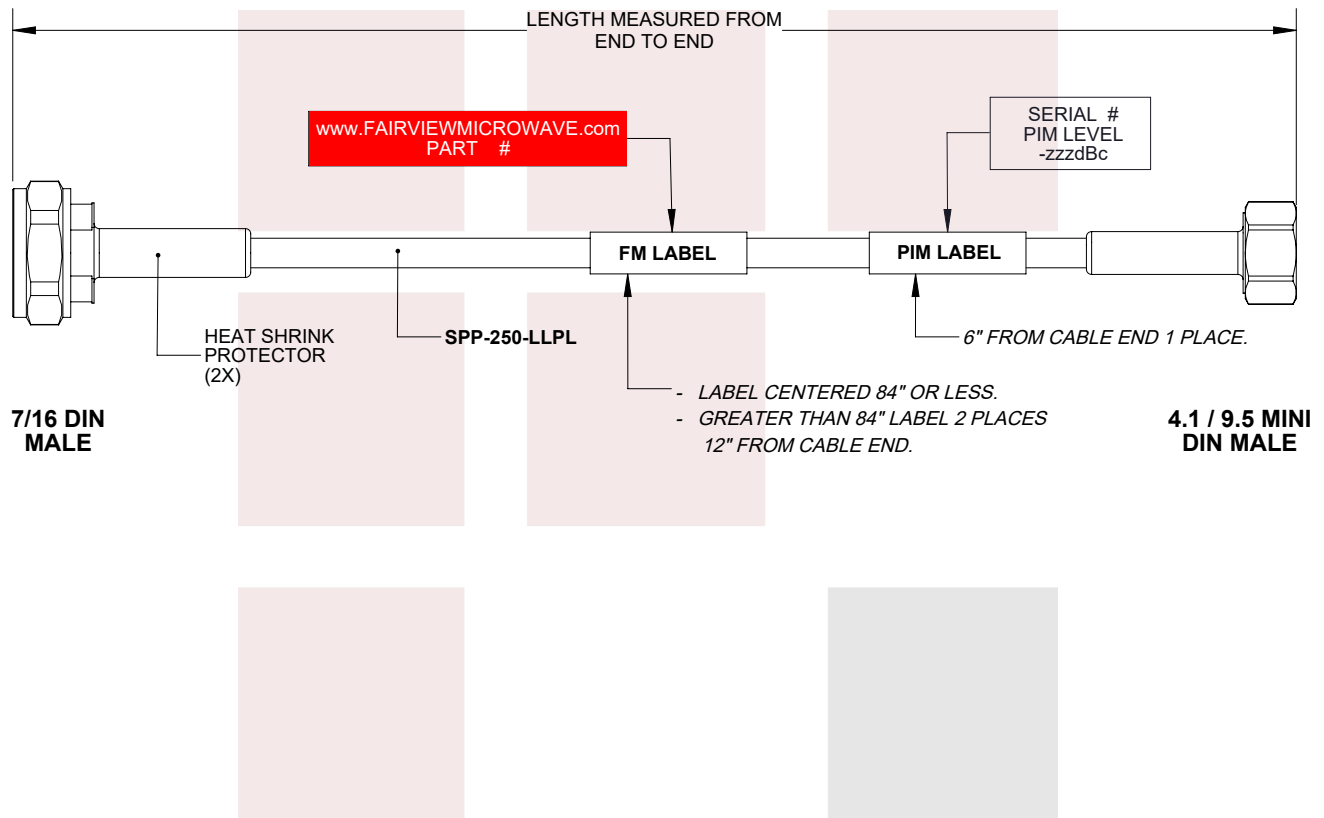 LENGTH MEASURED FROM
END TO END
www.FAIRVIEWMICROWAVE.com
PART #
SERIAL #
PIM LEVEL
-zzzdBc
FM LABEL
PIM LABEL
HEAT SHRINK
PROTECTOR
(2X)
SPP-250-LLPL
6" FROM CABLE END 1 PLACE.
- LABEL CENTERED 84" OR LESS.
- GREATER THAN 84" LABEL 2 PLACES
12" FROM CABLE END.
7/16 DIN
MALE
4.1 / 9.5 MINI
DIN MALE